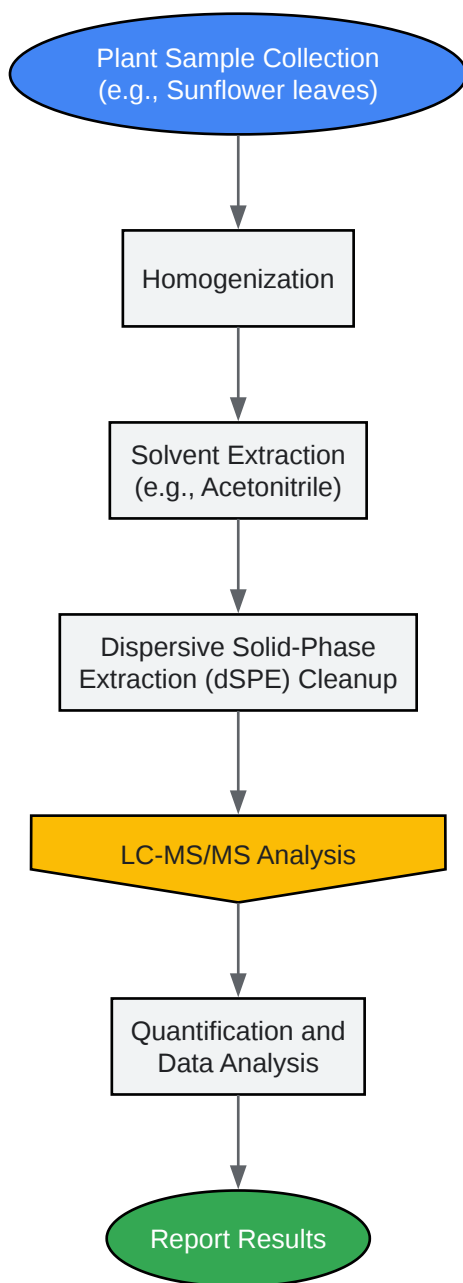 Plant Sample Collection
(e.g., Sunflower leaves)
Homogenization
Solvent Extraction
(e.g., Acetonitrile)
Dispersive Solid-Phase
Extraction (dSPE) Cleanup
LC-MS/MS Analysis
Quantification and
Data Analysis
Report Results